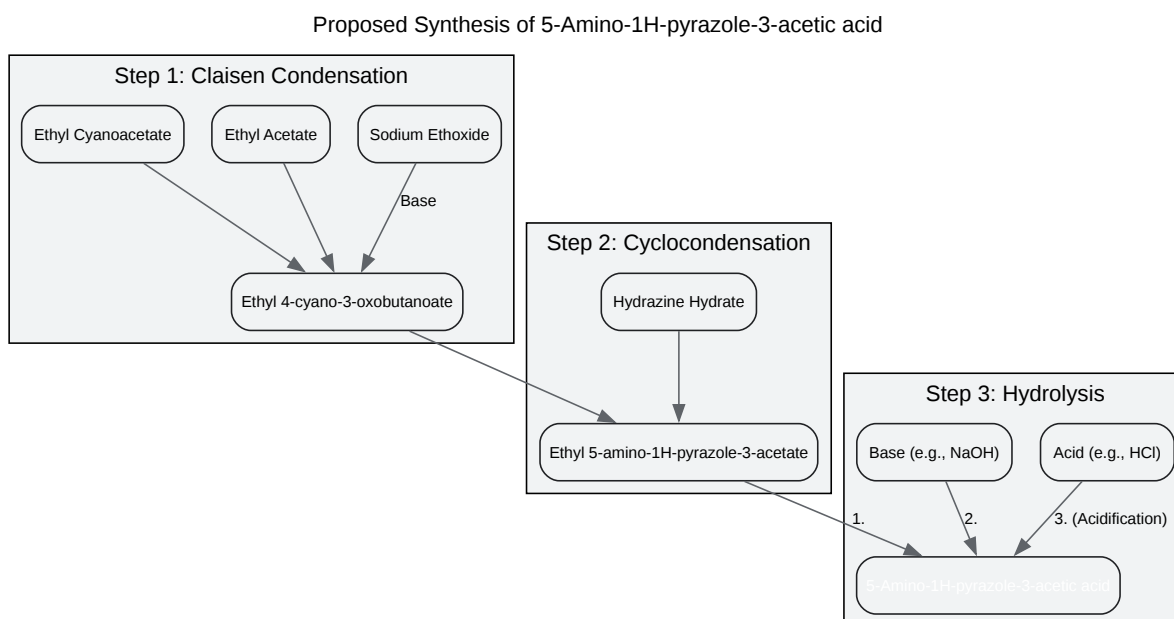 Proposed Synthesis of 5-Amino-1H-pyrazole-3-acetic acid
Step 1: Claisen Condensation
Ethyl Cyanoacetate
Ethyl Acetate
Sodium Ethoxide
Base
Ethyl 4-cyano-3-oxobutanoate
Step 2: Cyclocondensation
Hydrazine Hydrate
Ethyl 5-amino-1H-pyrazole-3-acetate
Step 3: Hydrolysis
Base (e.g., NaOH)
Acid (e.g., HCl)
1.
2.
3. (Acidification)
5-Amino-1H-pyrazole-3-acetic acid